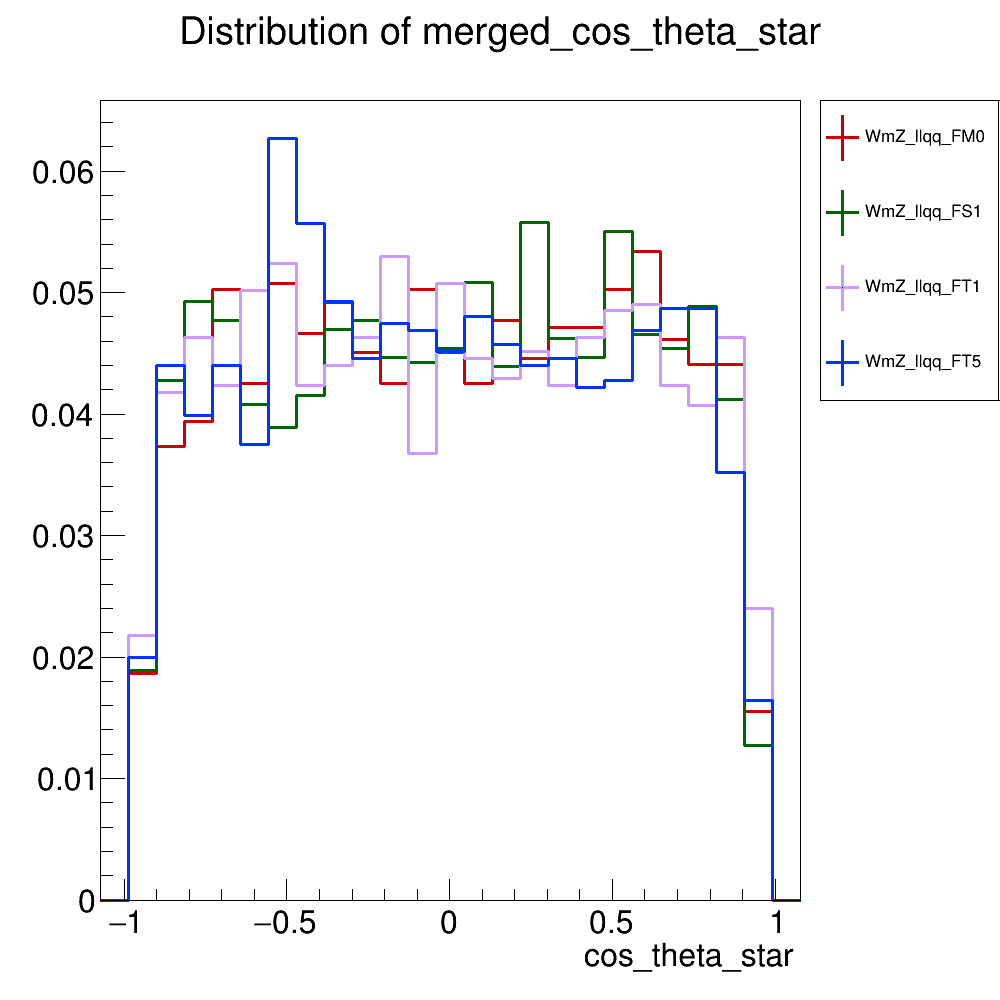 Distribution of merged_cos_theta_star
WmZ_llqq_FM0
WmZ_llqq_FS1
WmZ_llqq_FT1
WmZ_llqq_FT5
0.06
0.05
0.04
0.03
0.02
0.01
0
−1 −0.5 0 0.5 1
cos_theta_star